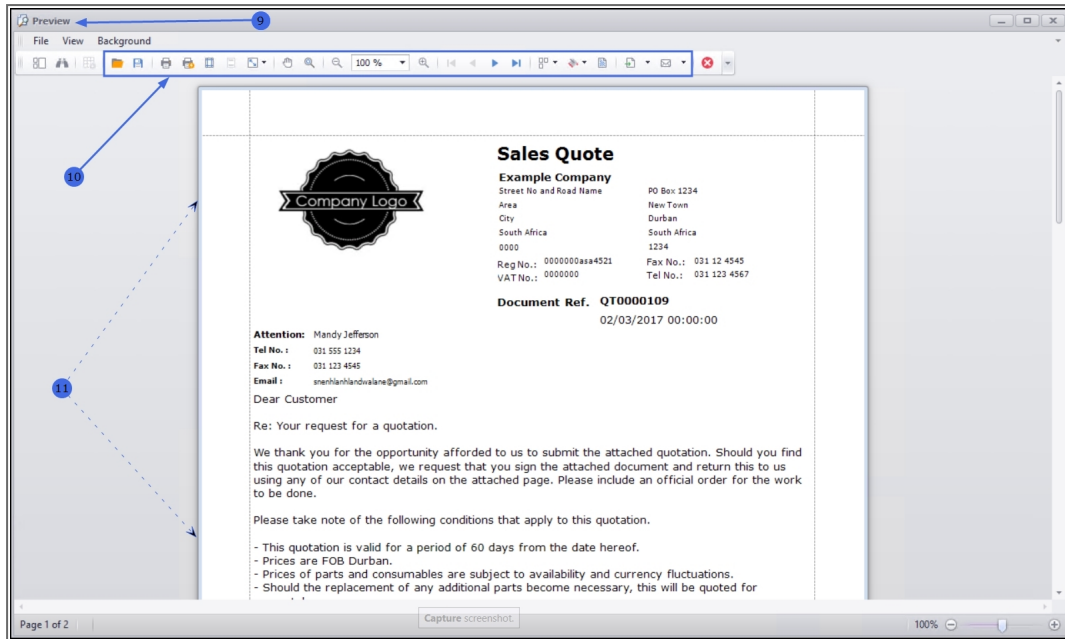 Preview
9
File View Background
100 %
10
Company Logo
Sales Quote
Example Company
Street No and Road Name PO Box 1234
Area New Town
City Durban
South Africa South Africa
0000 1234
Reg No.: 0000000asa4521 Fax No.: 031 12 4545
VAT No.: 0000000 Tel No.: 031 123 4567
Document Ref. QT0000109
02/03/2017 00:00:00
Attention: Mandy Jefferson
Tel No. : 031 555 1234
Fax No. : 031 123 4545
Email : snenhlanhlandwalane@gmail.com
11
Dear Customer
Re: Your request for a quotation.
We thank you for the opportunity afforded to us to submit the attached quotation. Should you find
this quotation acceptable, we request that you sign the attached document and return this to us
using any of our contact details on the attached page. Please include an official order for the work
to be done.
Please take note of the following conditions that apply to this quotation.
- This quotation is valid for a period of 60 days from the date hereof.
- Prices are FOB Durban.
- Prices of parts and consumables are subject to availability and currency fluctuations.
- Should the replacement of any additional parts become necessary, this will be quoted for
Capture screenshot.
Page 1 of 2
100%